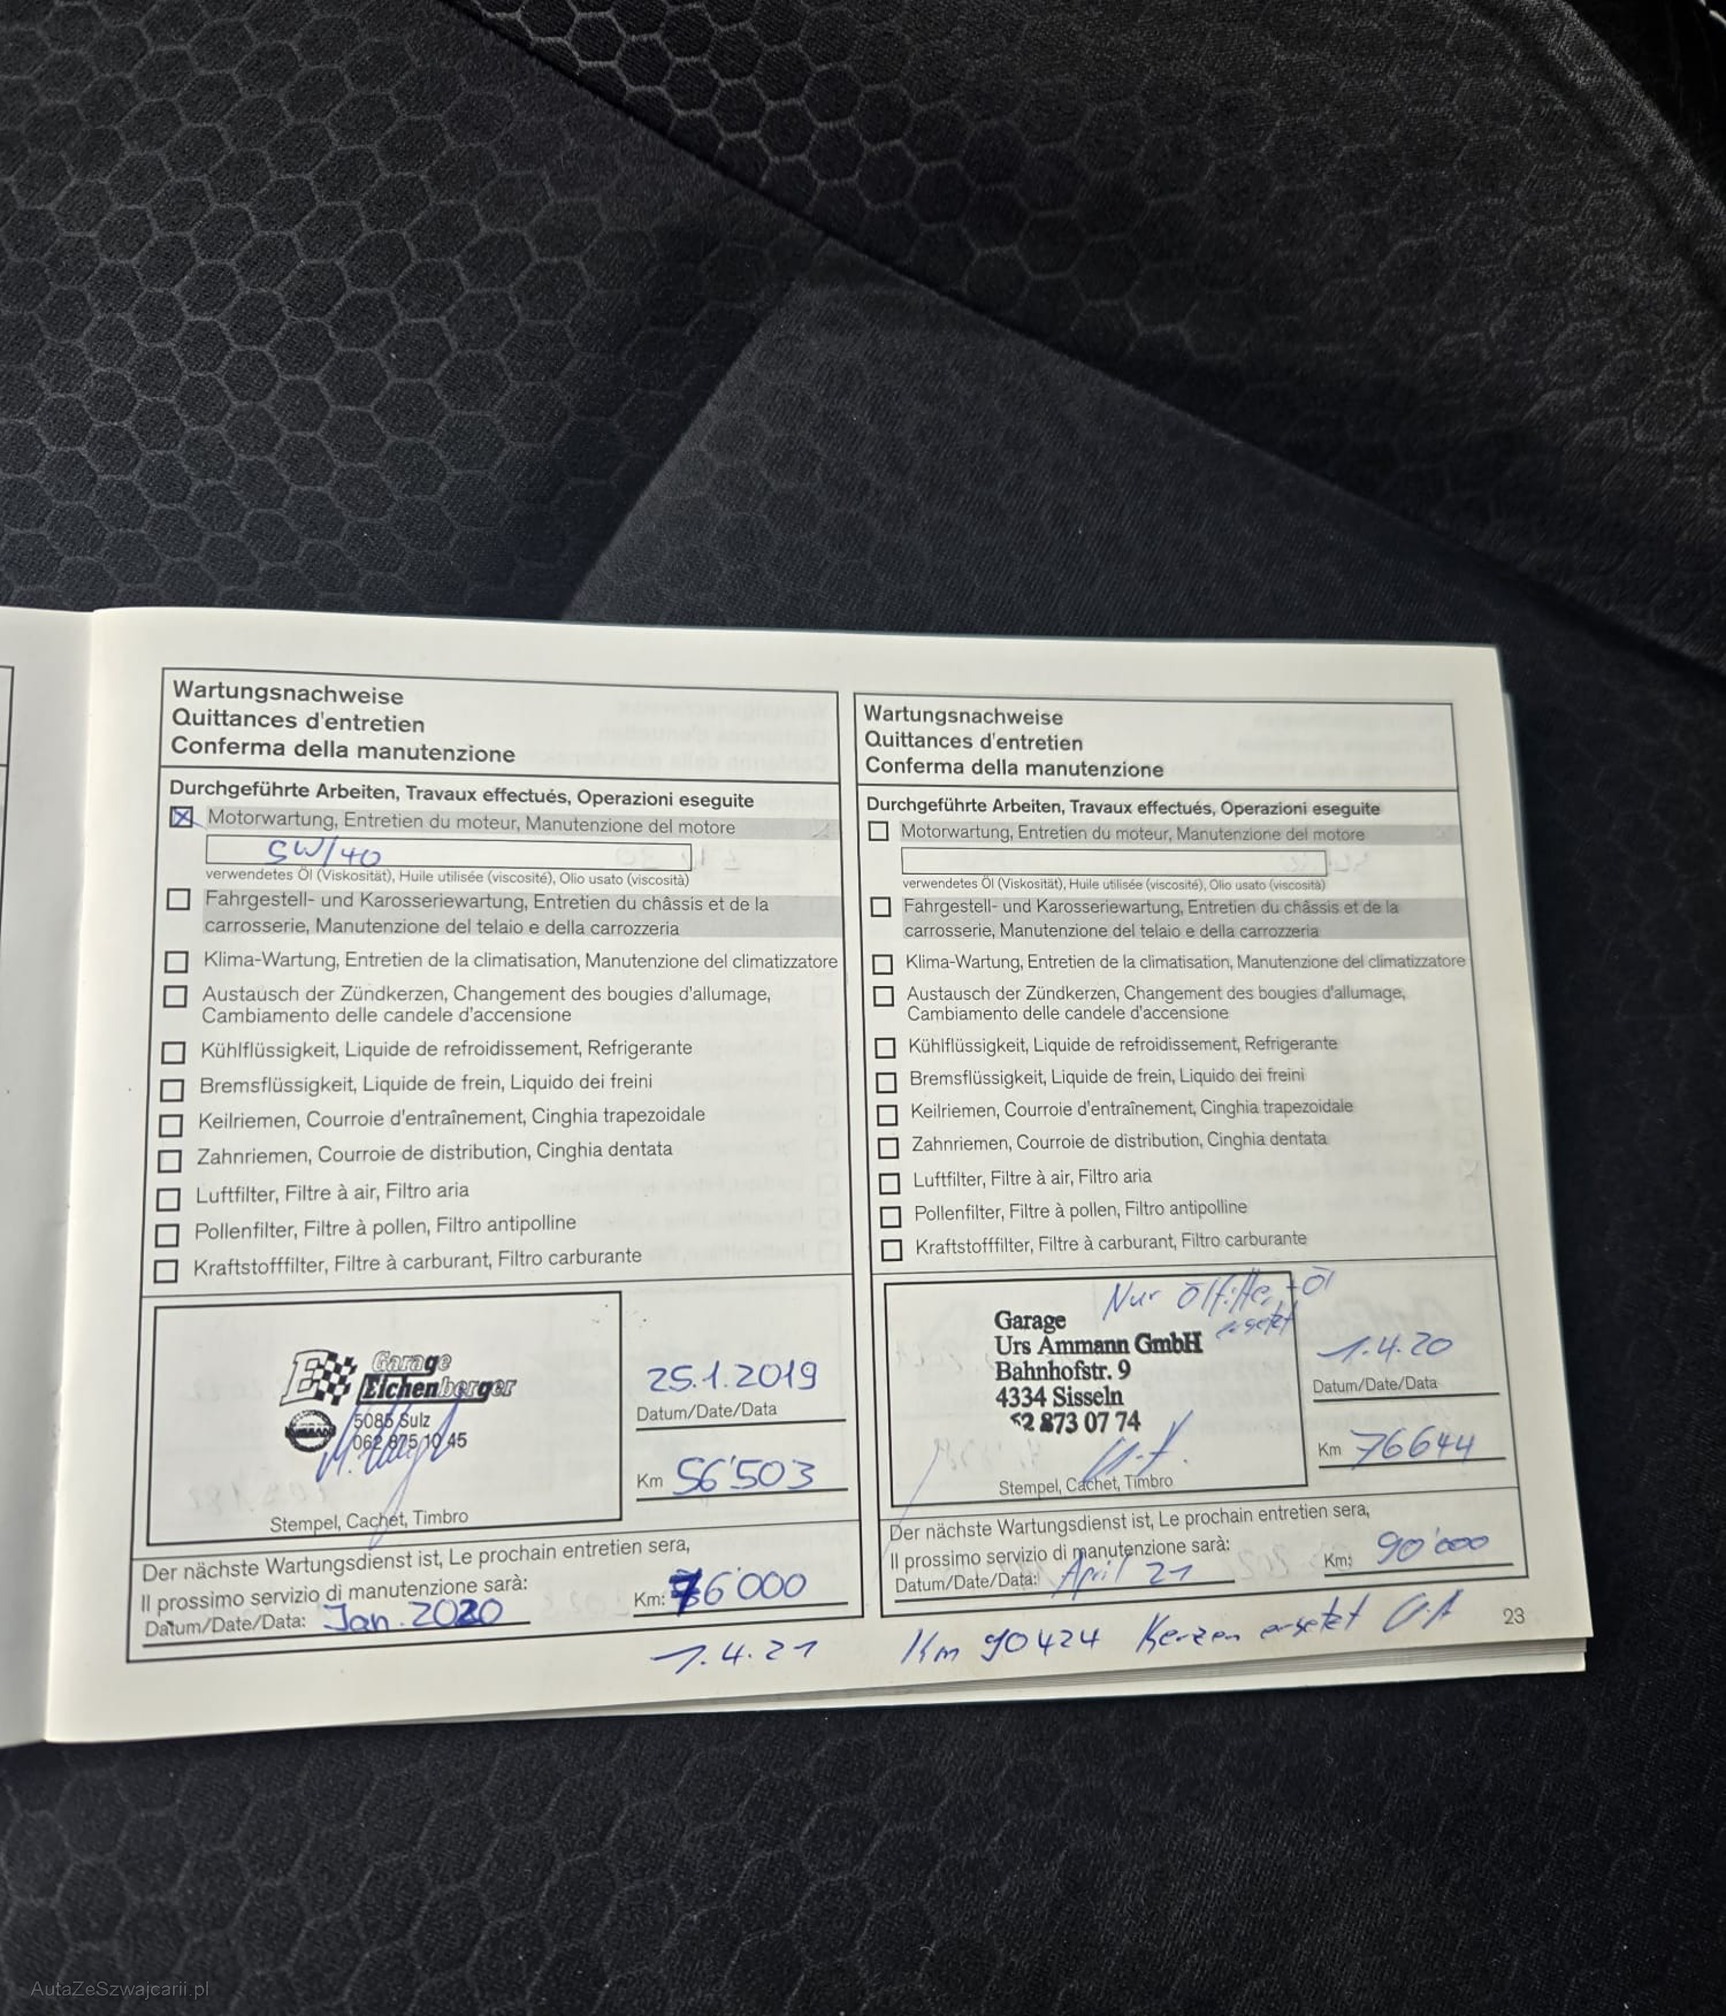 Wartungsnachweise
Quittances d'entretien
Conferma della manutenzione
Durchgeführte Arbeiten, Travaux effectués, Operazioni eseguite
Motorwartung, Entretien du moteur, Manutenzione del motore
5W/40
verwendetes Öl (Viskosität), Huile utilisée (viscosité), Olio usato (viscosità)
Fahrgestell- und Karosseriewartung, Entretien du châssis et de la
carrosserie, Manutenzione del telaio e della carrozzeria
Klima-Wartung, Entretien de la climatisation, Manutenzione del climatizzatore
Austausch der Zündkerzen, Changement des bougies d'allumage,
Cambiamento delle candele d'accensione
Kühlflüssigkeit, Liquide de refroidissement, Refrigerante
Bremsflüssigkeit, Liquide de frein, Liquido dei freini
Keilriemen, Courroie d'entraînement, Cinghia trapezoidale
Zahnriemen, Courroie de distribution, Cinghia dentata
Luftfilter, Filtre à air, Filtro aria
Pollenfilter, Filtre à pollen, Filtro antipolline
Kraftstofffilter, Filtre à carburant, Filtro carburante
E Garage
Eichenberger
5085 Sulz
062 875 10 45
Stempel, Cachet, Timbro
25.1.2019
Datum/Date/Data
Km 56'503
Der nächste Wartungsdienst ist, Le prochain entretien sera,
Il prossimo servizio di manutenzione sarà:
Datum/Date/Data: Jan. 2020
Km: 76'000
Wartungsnachweise
Quittances d'entretien
Conferma della manutenzione
Durchgeführte Arbeiten, Travaux effectués, Operazioni eseguite
Motorwartung, Entretien du moteur, Manutenzione del motore
verwendetes Öl (Viskosität), Huile utilisée (viscosité), Olio usato (viscosità)
Fahrgestell- und Karosseriewartung, Entretien du châssis et de la
carrosserie, Manutenzione del telaio e della carrozzeria
Klima-Wartung, Entretien de la climatisation, Manutenzione del climatizzatore
Austausch der Zündkerzen, Changement des bougies d'allumage,
Cambiamento delle candele d'accensione
Kühlflüssigkeit, Liquide de refroidissement, Refrigerante
Bremsflüssigkeit, Liquide de frein, Liquido dei freini
Keilriemen, Courroie d'entraînement, Cinghia trapezoidale
Zahnriemen, Courroie de distribution, Cinghia dentata
Luftfilter, Filtre à air, Filtro aria
Pollenfilter, Filtre à pollen, Filtro antipolline
Kraftstofffilter, Filtre à carburant, Filtro carburante
Nur Ölfilter + Öl
ersetzt
Garage
Urs Ammann GmbH
Bahnhofstr. 9
4334 Sisseln
62 873 07 74
Stempel, Cachet, Timbro
1.4.20
Datum/Date/Data
Km 76644
Der nächste Wartungsdienst ist, Le prochain entretien sera,
Il prossimo servizio di manutenzione sarà:
Datum/Date/Data: April 21
Km: 90'000
1.4.21 Km 90424 Kerzen ersetzt
23
AutaZeSzwajcarii.pl